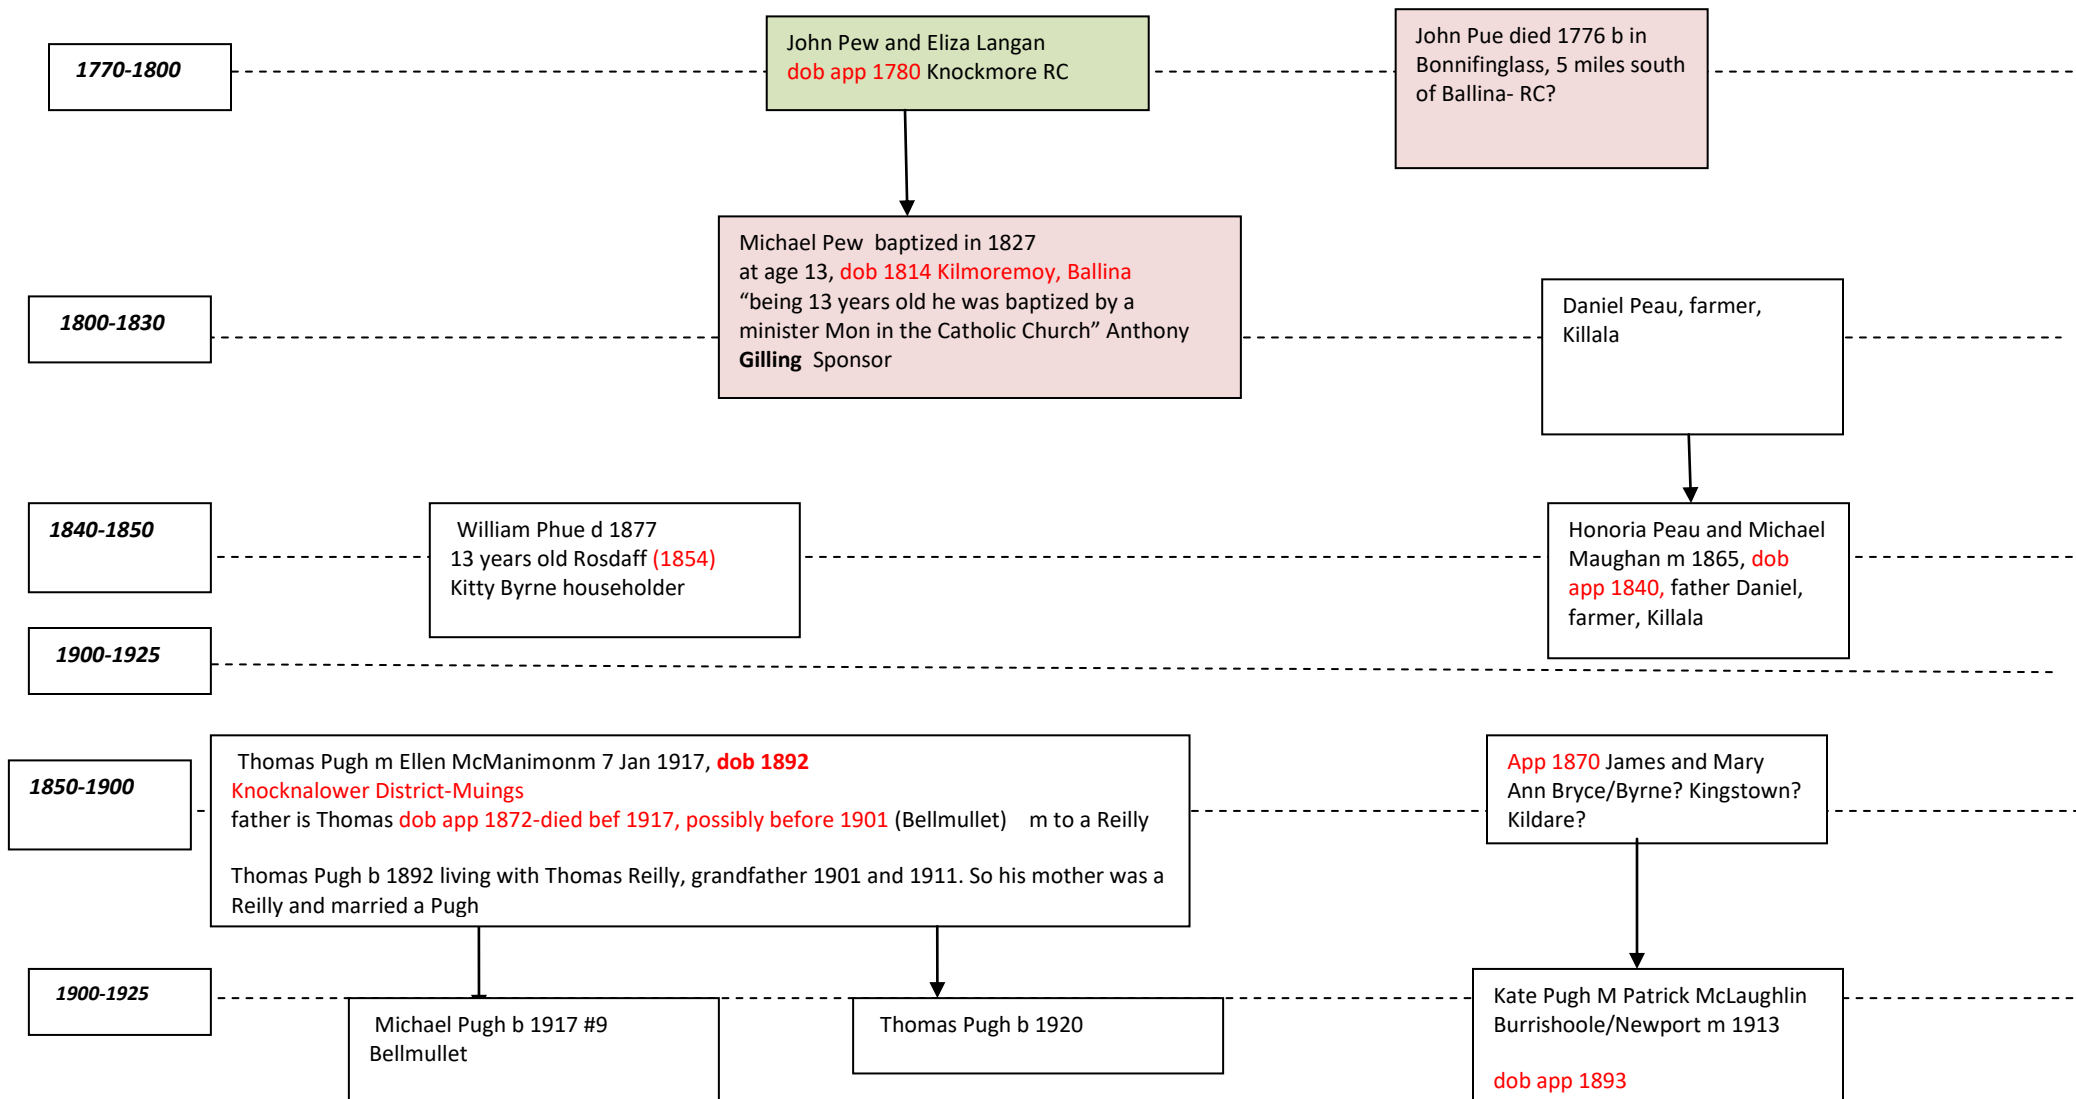 1770-1800
John Pew and Eliza Langan
dob app 1780 Knockmore RC
John Pue died 1776 b in
Bonnifinglass, 5 miles south
of Ballina- RC?
1800-1830
Michael Pew  baptized in 1827
at age 13, dob 1814 Kilmoremoy, Ballina
“being 13 years old he was baptized by a
minister Mon in the Catholic Church” Anthony
Gilling  Sponsor
Daniel Peau, farmer,
Killala
1840-1850
William Phue d 1877
13 years old Rosdaff (1854)
Kitty Byrne householder
Honoria Peau and Michael
Maughan m 1865, dob
app 1840, father Daniel,
farmer, Killala
1900-1925
1850-1900
Thomas Pugh m Ellen McManimonm 7 Jan 1917, dob 1892
Knocknalower District-Muings
father is Thomas dob app 1872-died bef 1917, possibly before 1901 (Bellmullet)    m to a Reilly
Thomas Pugh b 1892 living with Thomas Reilly, grandfather 1901 and 1911. So his mother was a
Reilly and married a Pugh
App 1870 James and Mary
Ann Bryce/Byrne? Kingstown?
Kildare?
1900-1925
Michael Pugh b 1917 #9
Bellmullet
Thomas Pugh b 1920
Kate Pugh M Patrick McLaughlin
Burrishoole/Newport m 1913
dob app 1893